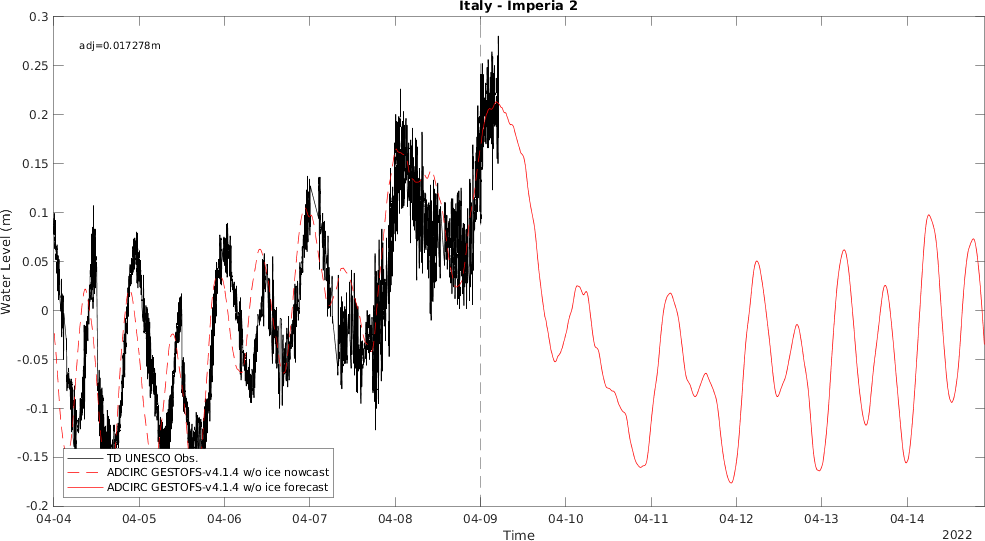 Italy - Imperia 2
adj=0.017278m
0.3
0.25
0.2
0.15
0.1
0.05
0
-0.05
-0.1
-0.15
-0.2
Water Level (m)
TD UNESCO Obs.
ADCIRC GESTOFS-v4.1.4 w/o ice nowcast
ADCIRC GESTOFS-v4.1.4 w/o ice forecast
04-04 04-05 04-06 04-07 04-08 04-09 04-10 04-11 04-12 04-13 04-14
Time
2022